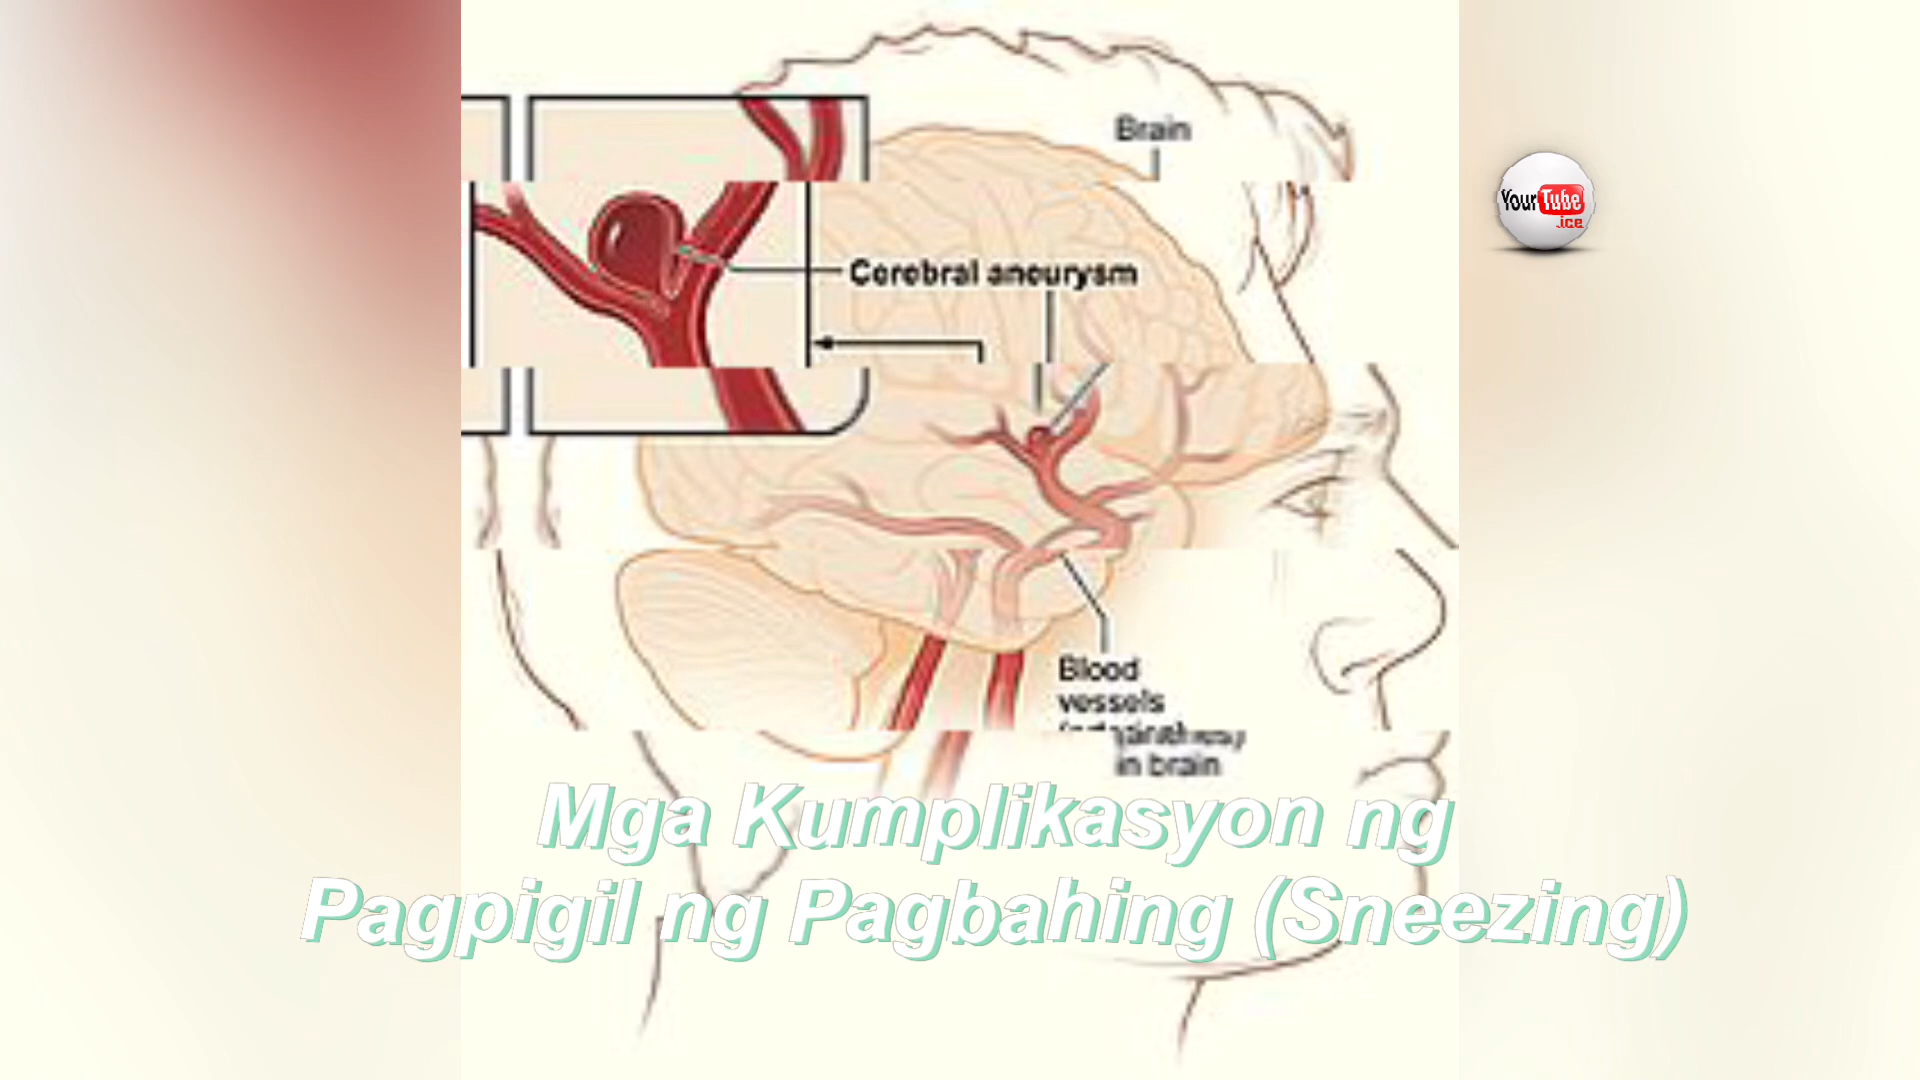 Brain
YourTube
.ice
Cerebral aneurysm
Blood
vessels
in brain
Mga Kumplikasyon ng
Pagpigil ng Pagbahing (Sneezing)